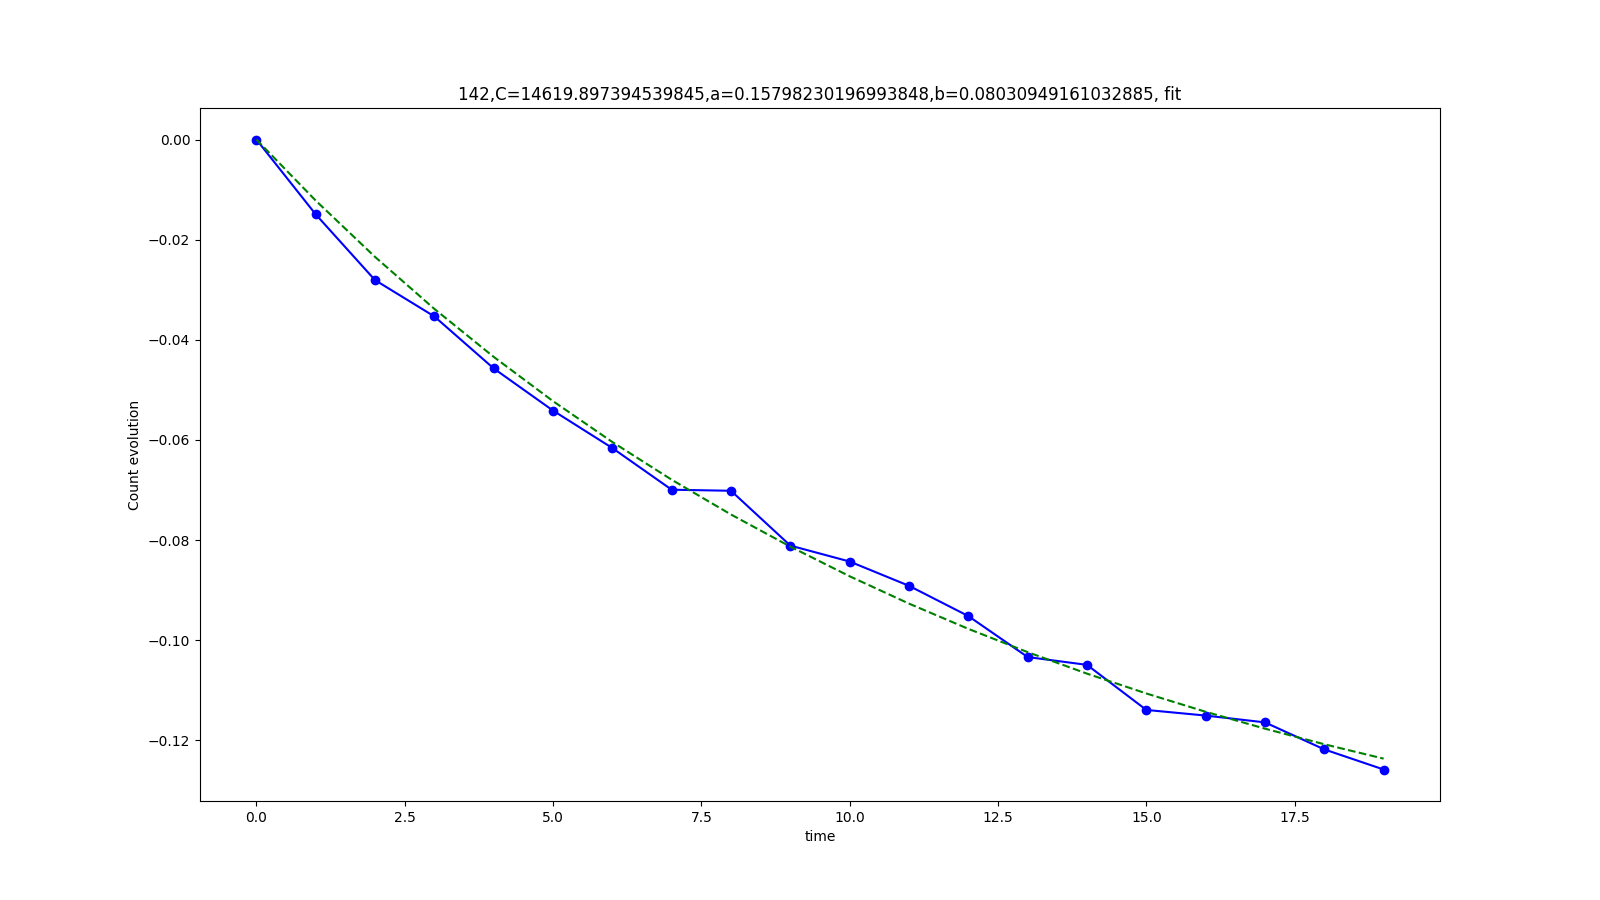 142,C=14619.897394539845,a=0.15798230196993848,b=0.08030949161032885, fit
0.00
−0.02
−0.04
−0.06
−0.08
−0.10
−0.12
Count evolution
0.0 2.5 5.0 7.5 10.0 12.5 15.0 17.5
time